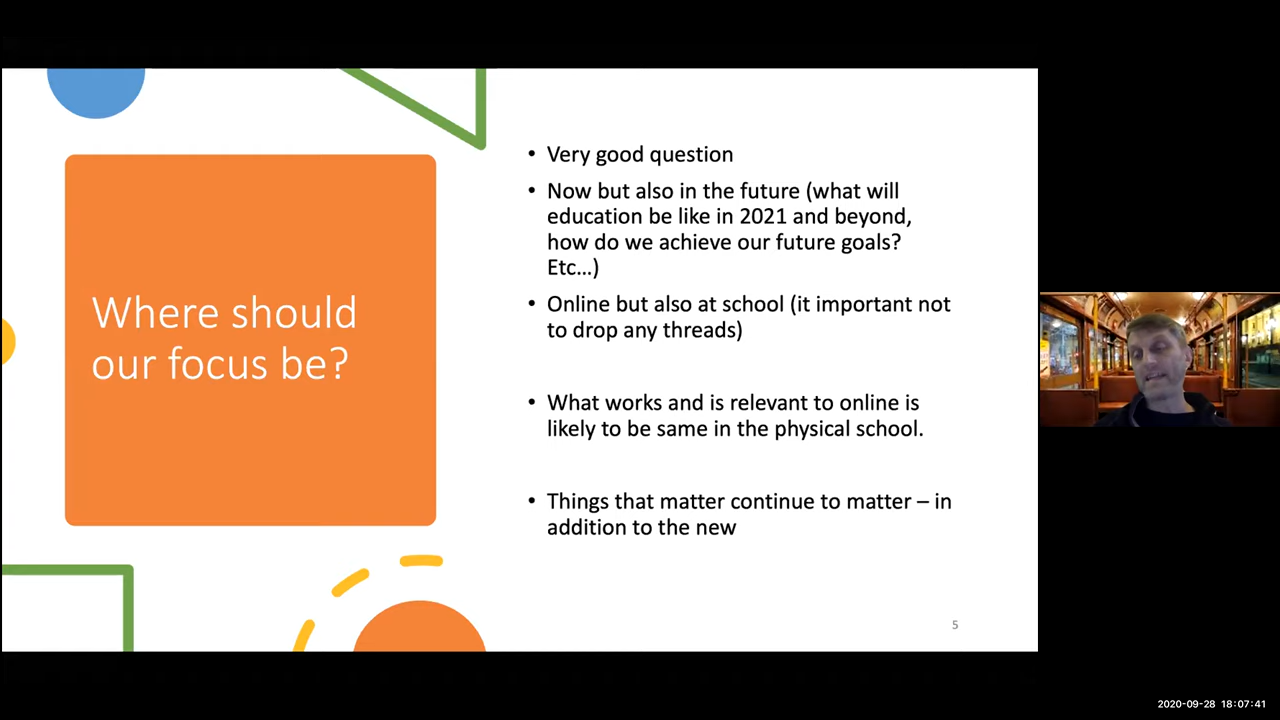 Where should
our focus be?
• Very good question
• Now but also in the future (what will
education be like in 2021 and beyond,
how do we achieve our future goals?
Etc...)
• Online but also at school (it important not
to drop any threads)
• What works and is relevant to online is
likely to be same in the physical school.
• Things that matter continue to matter – in
addition to the new
5
2020-09-28 18:07:41